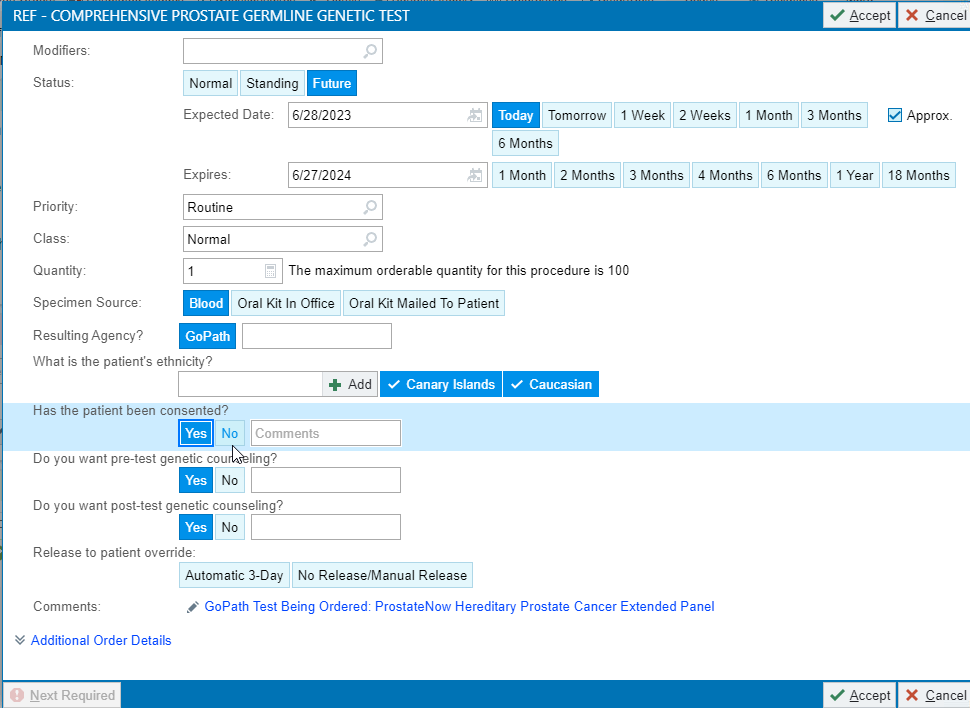 REF - COMPREHENSIVE PROSTATE GERMLINE GENETIC TEST Accept Cancel
Modifiers:
Status: Normal Standing Future
Expected Date: 6/28/2023 Today Tomorrow 1 Week 2 Weeks 1 Month 3 Months Approx.
6 Months
Expires: 6/27/2024 1 Month 2 Months 3 Months 4 Months 6 Months 1 Year 18 Months
Priority: Routine
Class: Normal
Quantity: 1 The maximum orderable quantity for this procedure is 100
Specimen Source: Blood Oral Kit In Office Oral Kit Mailed To Patient
Resulting Agency? GoPath
What is the patient's ethnicity?
Add Canary Islands Caucasian
Has the patient been consented?
Yes No Comments
Do you want pre-test genetic counseling?
Yes No
Do you want post-test genetic counseling?
Yes No
Release to patient override:
Automatic 3-Day No Release/Manual Release
Comments: GoPath Test Being Ordered: ProstateNow Hereditary Prostate Cancer Extended Panel
Additional Order Details
Next Required Accept Cancel